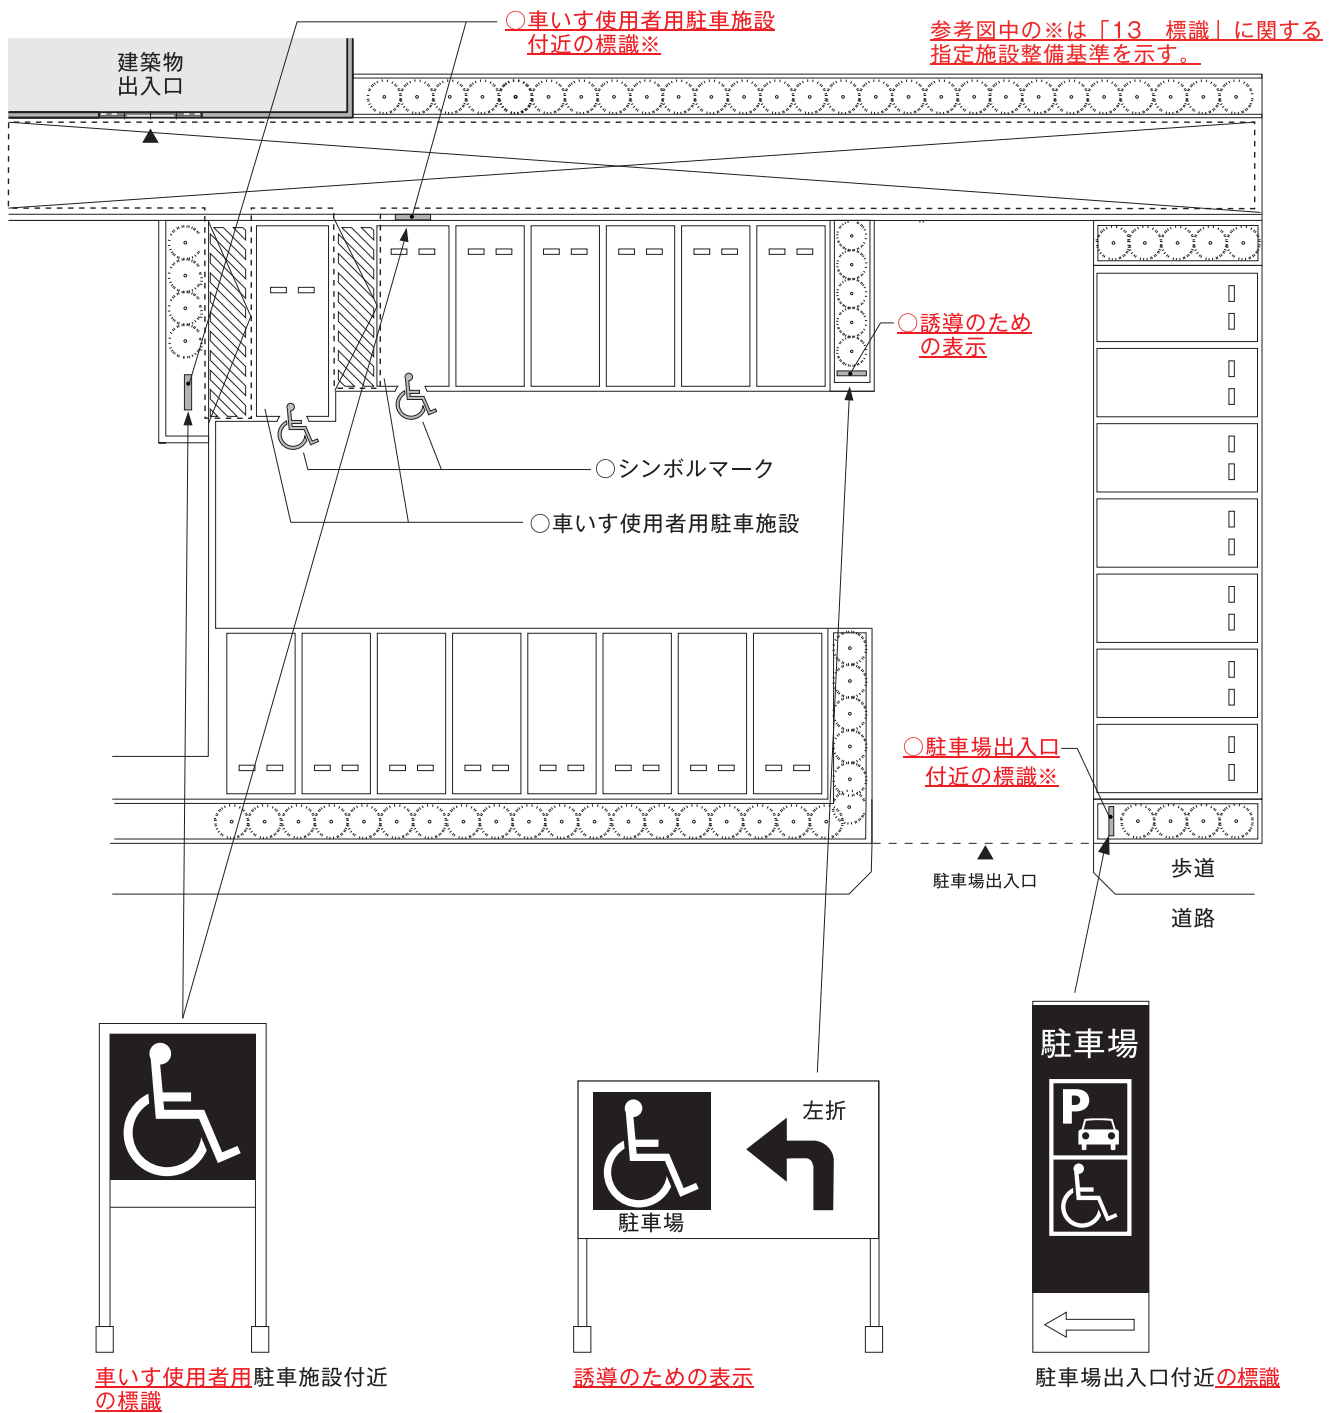 ○車いす使用者用駐車施設
付近の標識※
参考図中の※は「13　標識」に関する
指定施設整備基準を示す。
建築物
出入口
○誘導のため
の表示
○シンボルマーク
○車いす使用者用駐車施設
○駐車場出入口
付近の標識※
駐車場出入口
歩道
道路
駐車場
P
左折
駐車場
車いす使用者用駐車施設付近
の標識
誘導のための表示
駐車場出入口付近の標識